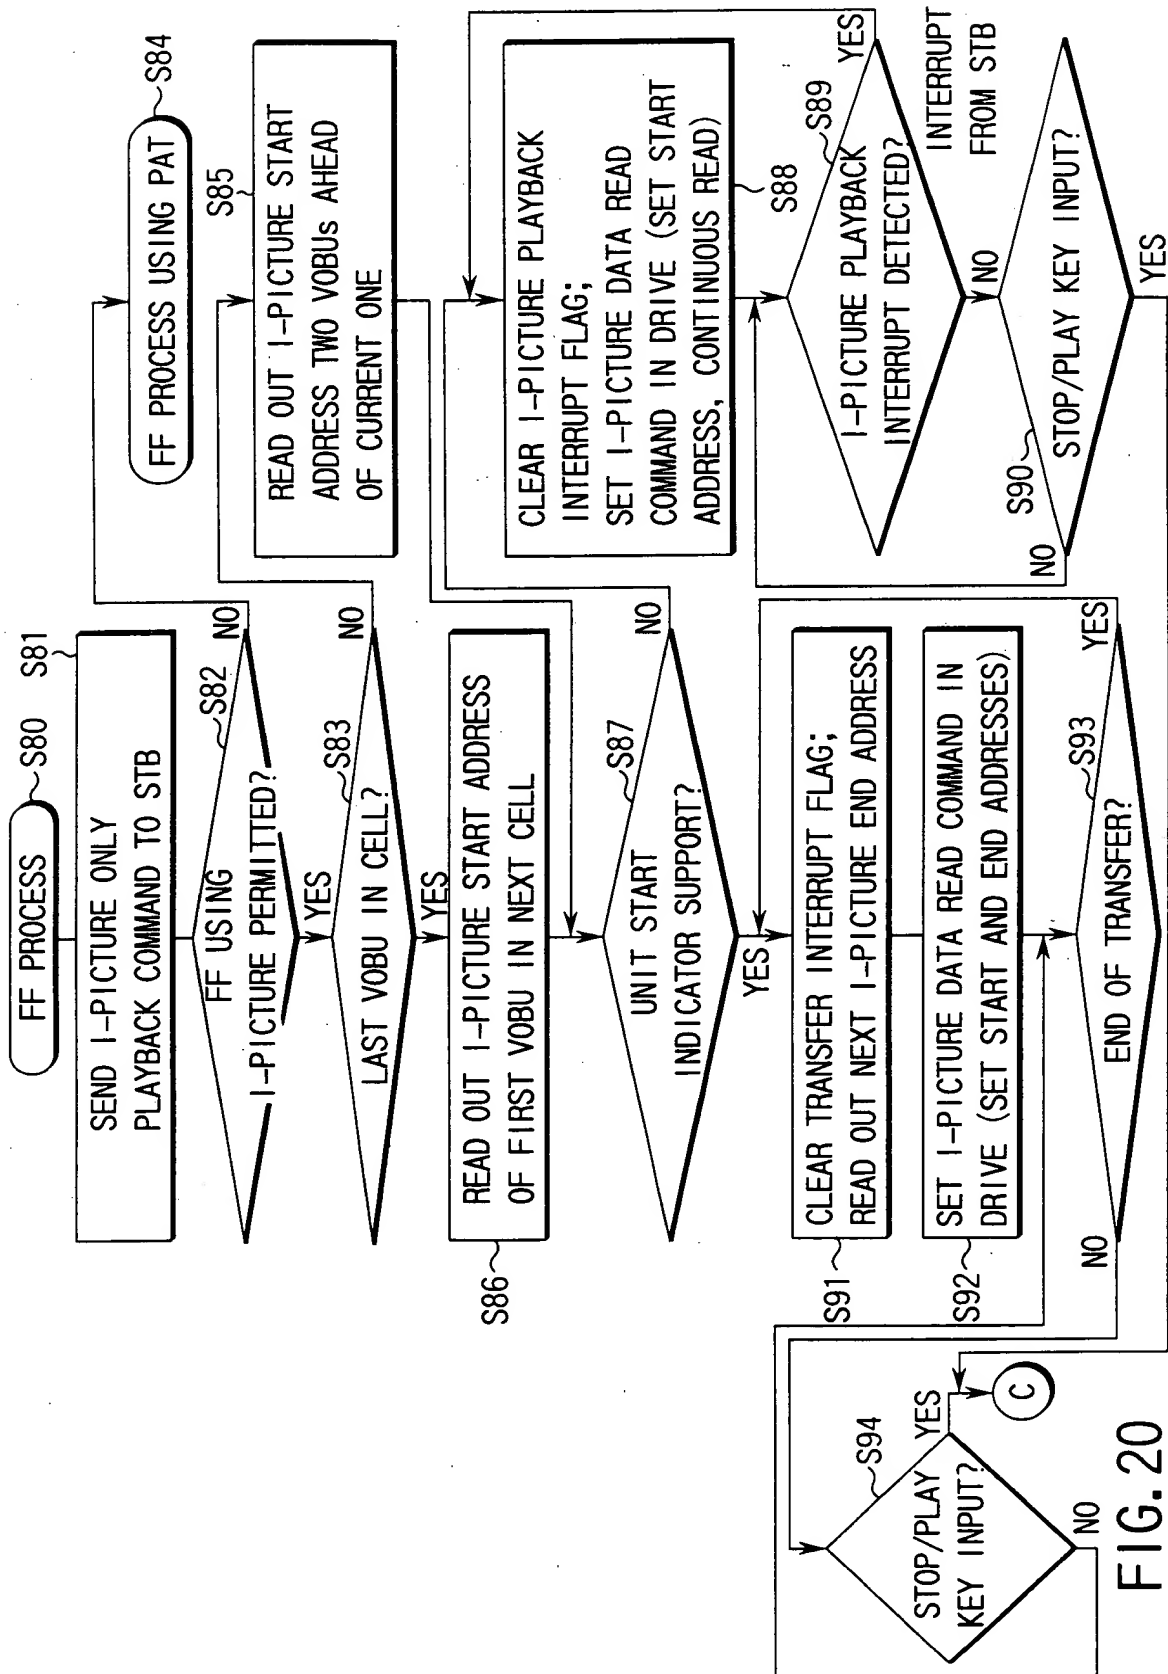 FF PROCESS
S80
SEND I-PICTURE ONLY
PLAYBACK COMMAND TO STB
S81
FF USING
I-PICTURE PERMITTED?
S82
NO
YES
LAST VOBU IN CELL?
S83
NO
YES
READ OUT I-PICTURE START ADDRESS
OF FIRST VOBU IN NEXT CELL
S86
UNIT START
INDICATOR SUPPORT?
S87
NO
YES
CLEAR TRANSFER INTERRUPT FLAG;
READ OUT NEXT I-PICTURE END ADDRESS
S91
SET I-PICTURE DATA READ COMMAND IN
DRIVE (SET START AND END ADDRESSES)
S92
END OF TRANSFER?
S93
YES
NO
STOP/PLAY
KEY INPUT?
S94
YES
NO
C
FF PROCESS USING PAT
S84
READ OUT I-PICTURE START
ADDRESS TWO VOBUs AHEAD
OF CURRENT ONE
S85
CLEAR I-PICTURE PLAYBACK
INTERRUPT FLAG;
SET I-PICTURE DATA READ
COMMAND IN DRIVE (SET START
ADDRESS, CONTINUOUS READ)
S88
I-PICTURE PLAYBACK
INTERRUPT DETECTED?
S89
YES
NO
INTERRUPT
FROM STB
STOP/PLAY KEY INPUT?
S90
NO
YES
FIG. 20